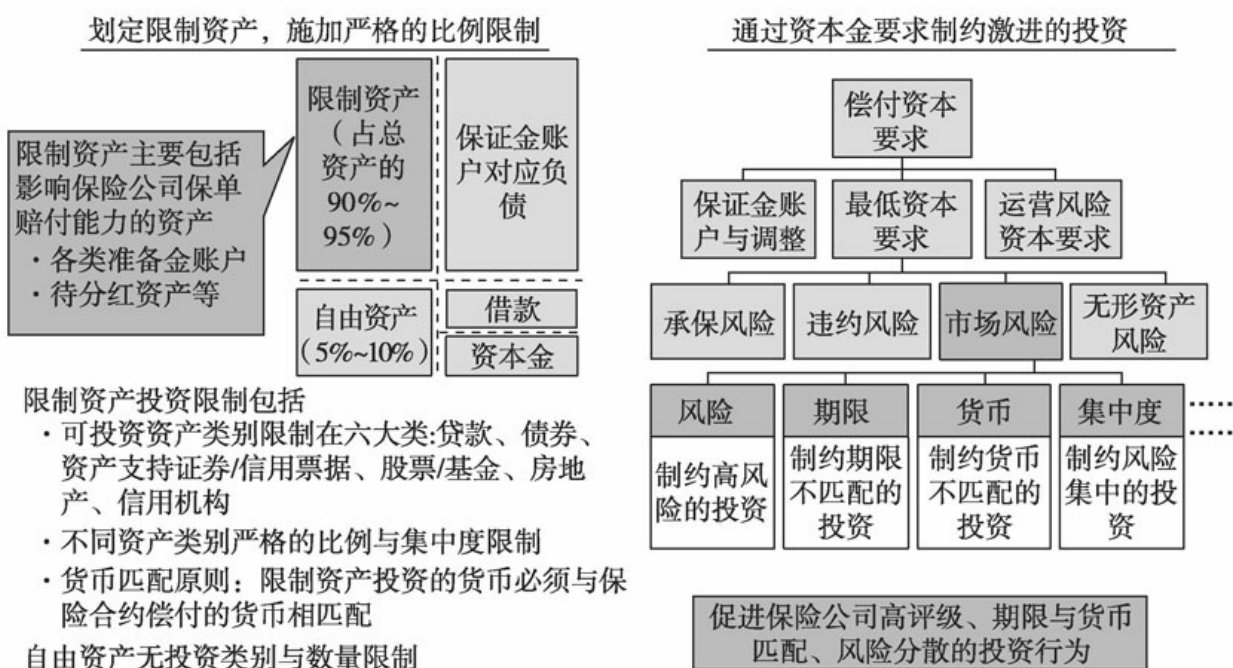 划定限制资产，施加严格的比例限制
限制资产
（占总
资产的
90%~
95%）
保证金账
户对应负
债
限制资产主要包括
影响保险公司保单
赔付能力的资产
·各类准备金账户
·待分红资产等
自由资产
（5%~10%）
借款
资本金
限制资产投资限制包括
·可投资资产类别限制在六大类:贷款、债券、
资产支持证券/信用票据、股票/基金、房地
产、信用机构
·不同资产类别严格的比例与集中度限制
·货币匹配原则：限制资产投资的货币必须与保
险合约偿付的货币相匹配
自由资产无投资类别与数量限制
通过资本金要求制约激进的投资
偿付资本
要求
保证金账
户与调整
最低资本
要求
运营风险
资本要求
承保风险
违约风险
市场风险
无形资产
风险
风险
期限
货币
集中度
制约高风
险的投资
制约期限
不匹配的
投资
制约货币
不匹配的
投资
制约风险
集中的投
资
促进保险公司高评级、期限与货币
匹配、风险分散的投资行为